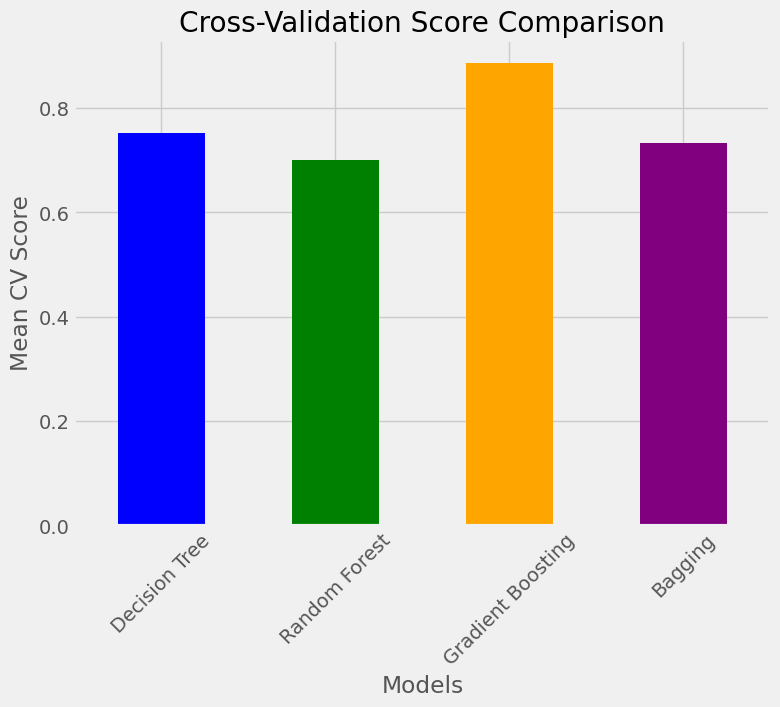 Cross-Validation Score Comparison
Mean CV Score
0.8
0.6
0.4
0.2
0.0
Decision Tree
Random Forest
Gradient Boosting
Bagging
Models